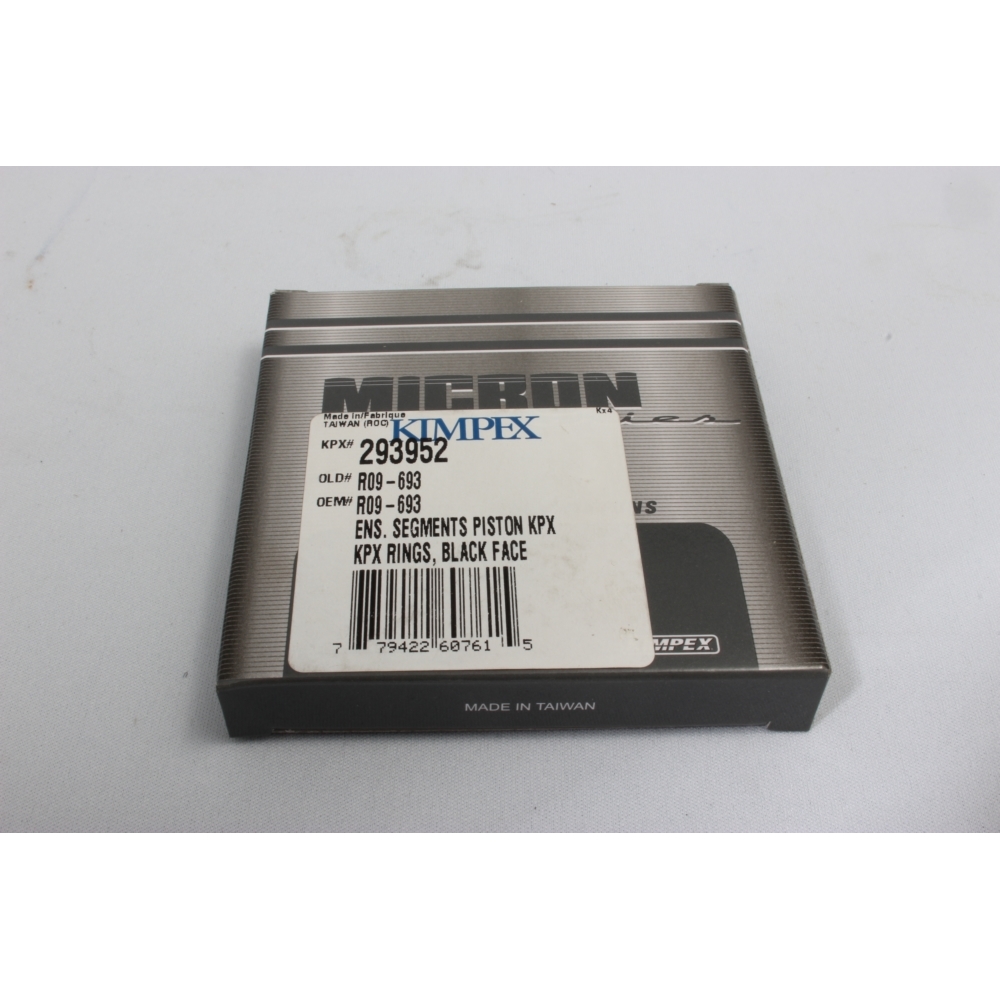 MICRON
Made in/Fabrique
TAIWAN (ROC)
KIMPEX
Kx4
KPX# 293952
OLD# R09-693
OEM# R09-693
ENS. SEGMENTS PISTON KPX
KPX RINGS, BLACK FACE
7 79422 60761 5
MADE IN TAIWAN